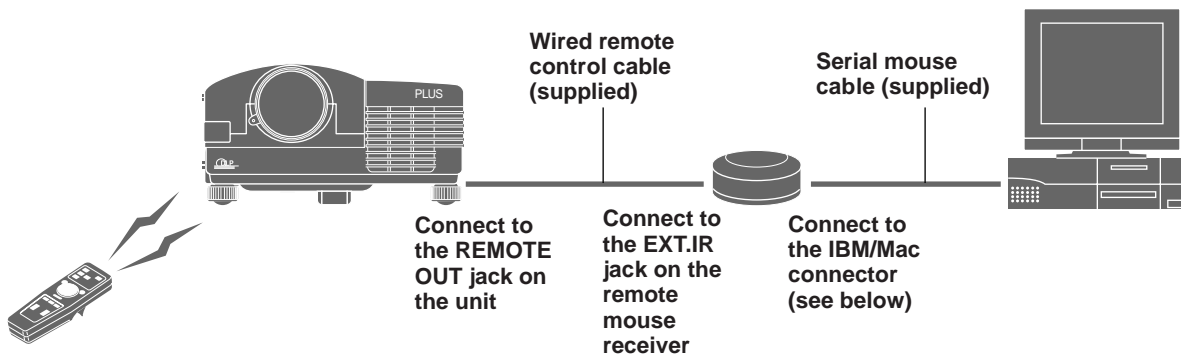 Wired remote
control cable
(supplied)
Serial mouse
cable (supplied)
PLUS
DLP
Connect to
the REMOTE
OUT jack on
the unit
Connect to
the EXT.IR
jack on the
remote
mouse
receiver
Connect to
the IBM/Mac
connector
(see below)